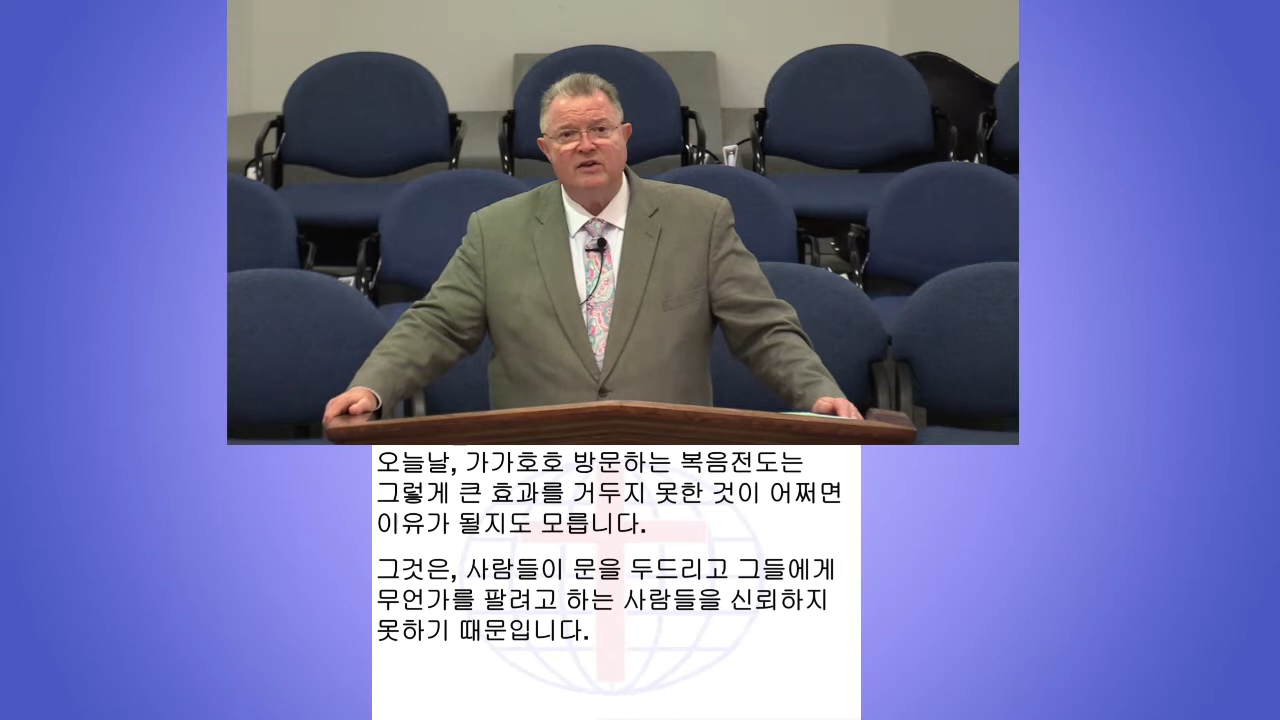 오늘날, 가가호호 방문하는 복음전도는
그렇게 큰 효과를 거두지 못한 것이 어쩌면
이유가 될지도 모릅니다.
그것은, 사람들이 문을 두드리고 그들에게
무언가를 팔려고 하는 사람들을 신뢰하지
못하기 때문입니다.